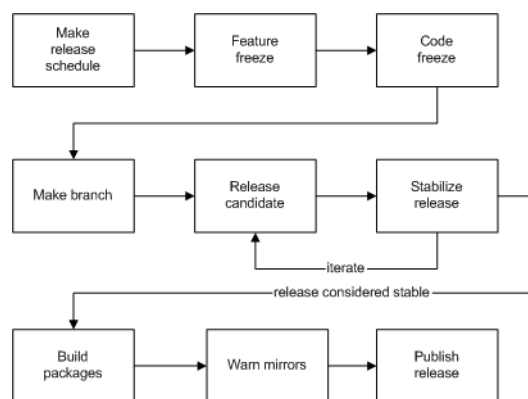 Make
release
schedule
Feature
freeze
Code
freeze
Make branch
Release
candidate
Stabilize
release
iterate
release considered stable
Build
packages
Warn mirrors
Publish
release